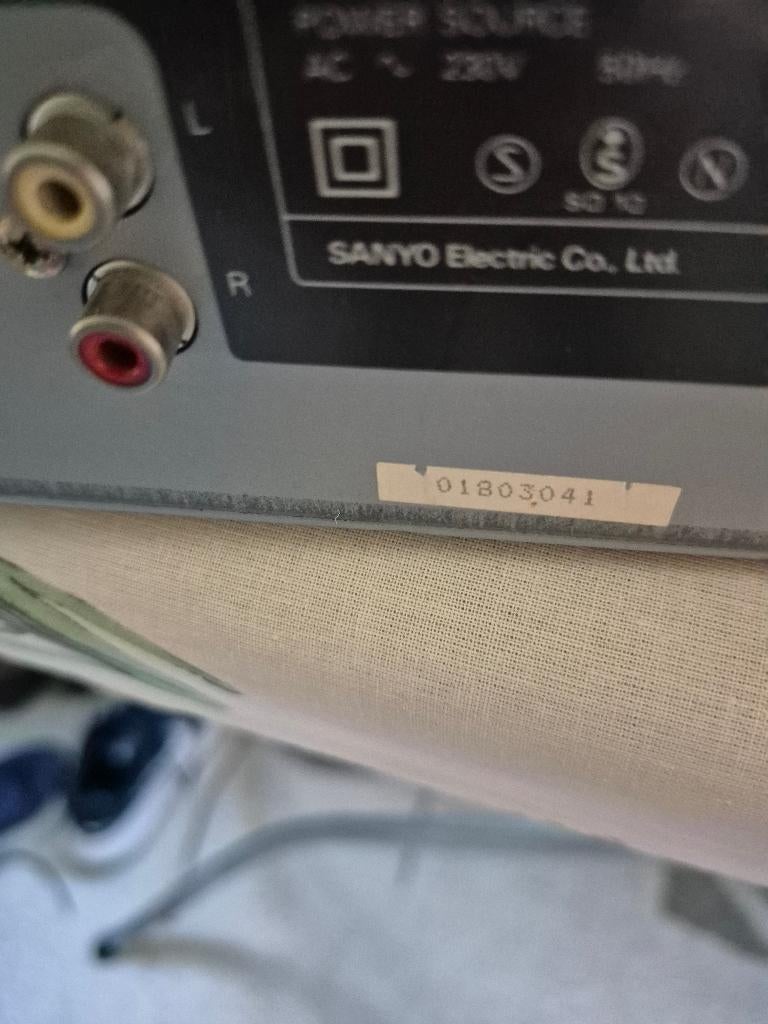 POWER SOURCE
AC ~ 230V 50Hz
L
R
SANYO Electric Co., Ltd.
01803041